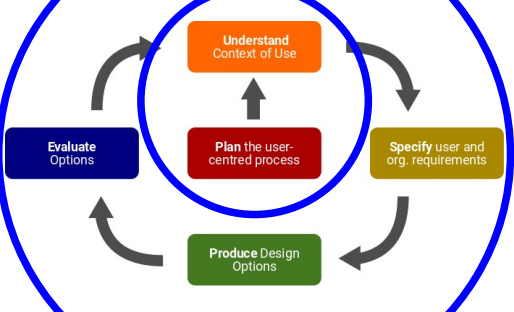 Understand
Context of Use
Evaluate
Options
Plan the user-
centred process
Specify user and
org. requirements
Produce Design
Options